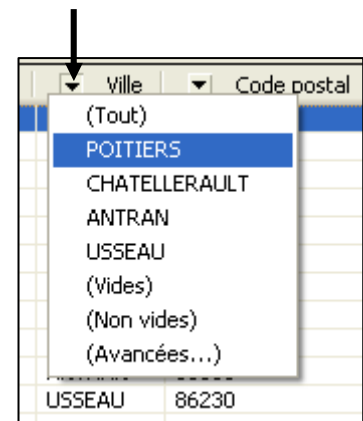 Ville Code postal
(Tout)
POITIERS
CHATELLERAULT
ANTRAN
USSEAU
(Vides)
(Non vides)
(Avancées...)
USSEAU 86230